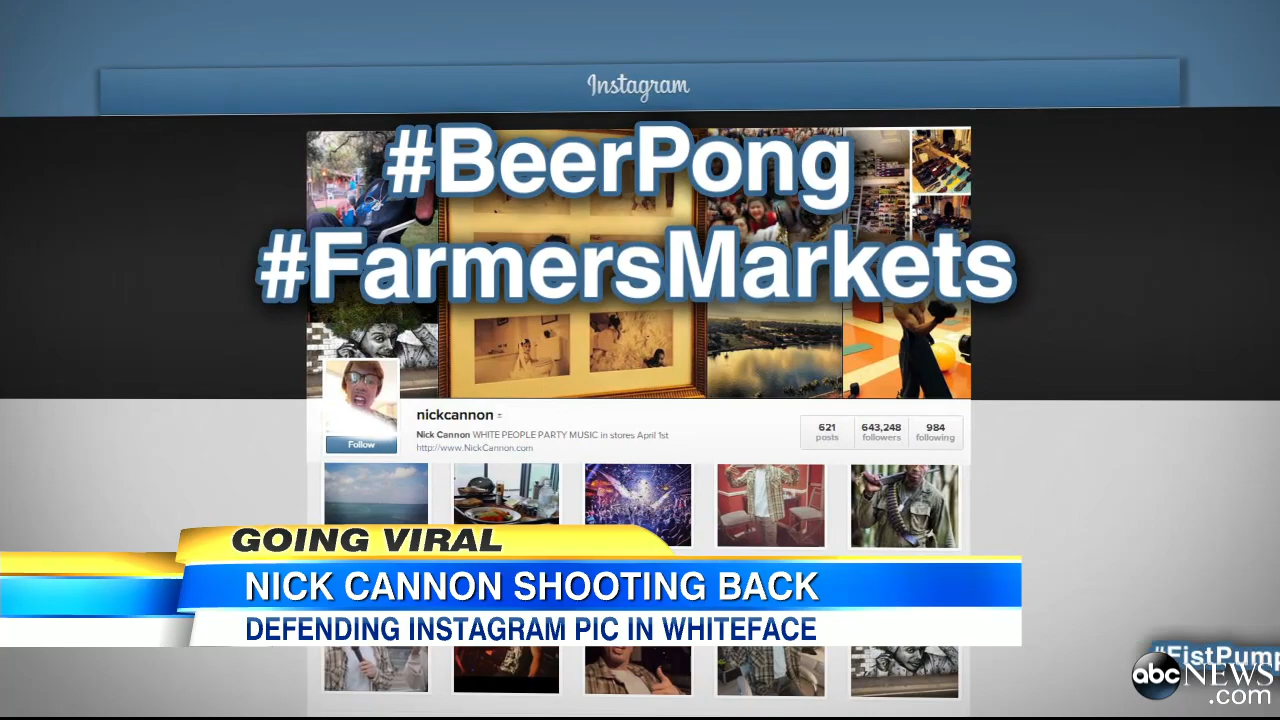 Instagram
#BeerPong
#FarmersMarkets
nickcannon
Nick Cannon WHITE PEOPLE PARTY MUSIC in stores April 1st
http://www.NickCannon.com
Follow
621 posts
643,248 followers
984 following
GOING VIRAL
NICK CANNON SHOOTING BACK
DEFENDING INSTAGRAM PIC IN WHITEFACE
#FistPump
abc NEWS
.com